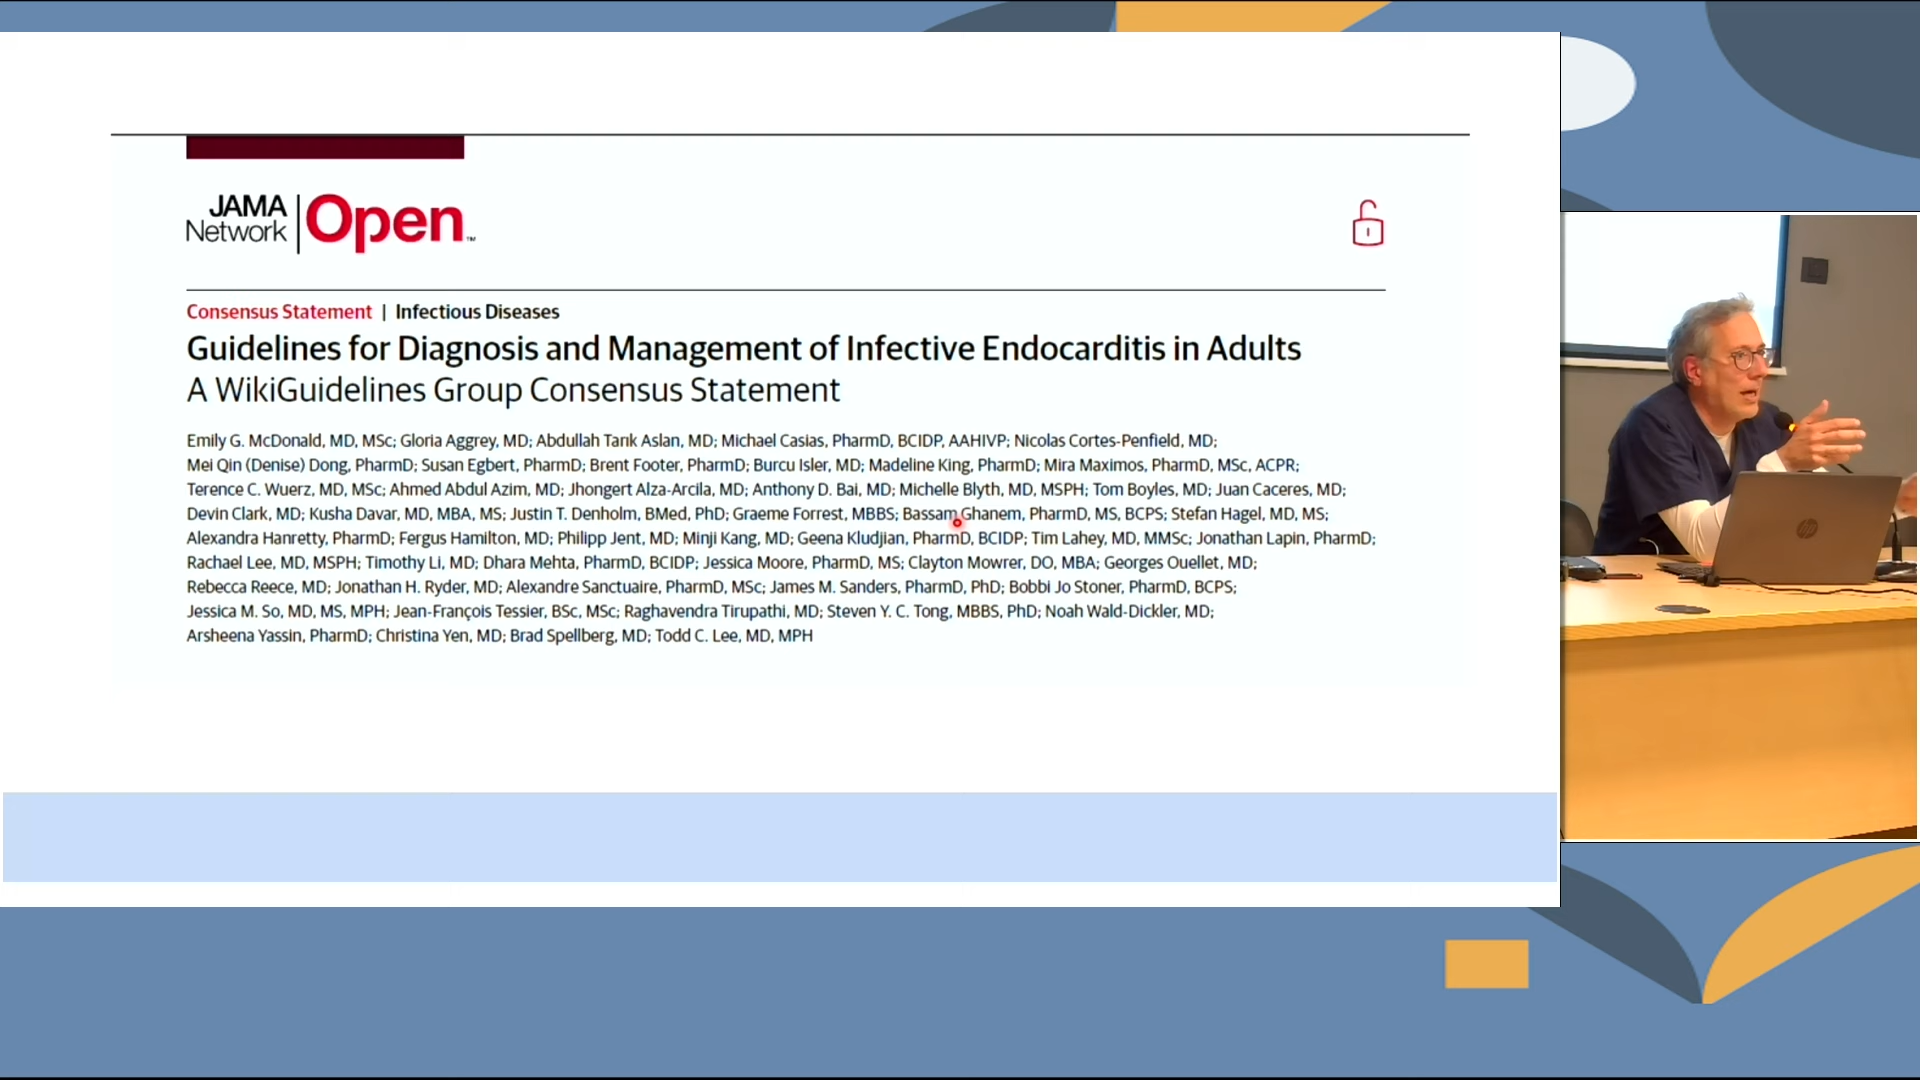 JAMA
Network
Open™
Consensus Statement | Infectious Diseases
Guidelines for Diagnosis and Management of Infective Endocarditis in Adults
A WikiGuidelines Group Consensus Statement
Emily G. McDonald, MD, MSc; Gloria Aggrey, MD; Abdullah Tarık Aslan, MD; Michael Casias, PharmD, BCIDP, AAHIVP; Nicolas Cortes-Penfield, MD;
Mei Qin (Denise) Dong, PharmD; Susan Egbert, PharmD; Brent Footer, PharmD; Burcu Isler, MD; Madeline King, PharmD; Mira Maximos, PharmD, MSc, ACPR;
Terence C. Wuerz, MD, MSc; Ahmed Abdul Azim, MD; Jhongert Alza-Arcila, MD; Anthony D. Bai, MD; Michelle Blyth, MD, MSPH; Tom Boyles, MD; Juan Caceres, MD;
Devin Clark, MD; Kusha Davar, MD, MBA, MS; Justin T. Denholm, BMed, PhD; Graeme Forrest, MBBS; Bassam Ghanem, PharmD, MS, BCPS; Stefan Hagel, MD, MS;
Alexandra Hanretty, PharmD; Fergus Hamilton, MD; Philipp Jent, MD; Minji Kang, MD; Geena Kludjian, PharmD, BCIDP; Tim Lahey, MD, MMSc; Jonathan Lapin, PharmD;
Rachael Lee, MD, MSPH; Timothy Li, MD; Dhara Mehta, PharmD, BCIDP; Jessica Moore, PharmD, MS; Clayton Mowrer, DO, MBA; Georges Ouellet, MD;
Rebecca Reece, MD; Jonathan H. Ryder, MD; Alexandre Sanctuaire, PharmD, MSc; James M. Sanders, PharmD, PhD; Bobbi Jo Stoner, PharmD, BCPS;
Jessica M. So, MD, MS, MPH; Jean-François Tessier, BSc, MSc; Raghavendra Tirupathi, MD; Steven Y. C. Tong, MBBS, PhD; Noah Wald-Dickler, MD;
Arsheena Yassin, PharmD; Christina Yen, MD; Brad Spellberg, MD; Todd C. Lee, MD, MPH
hp